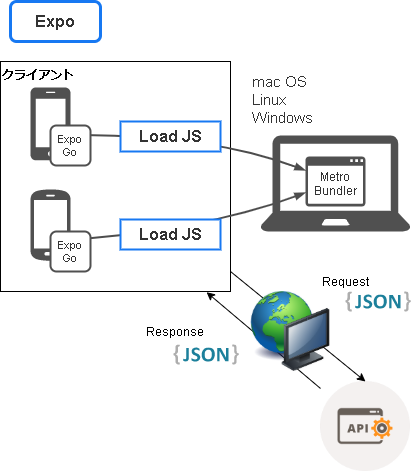 Expo
クライアント
Expo
Go
Load JS
mac OS
Linux
Windows
Metro
Bundler
Expo
Go
Load JS
Request
{JSON}
Response
{JSON}
API